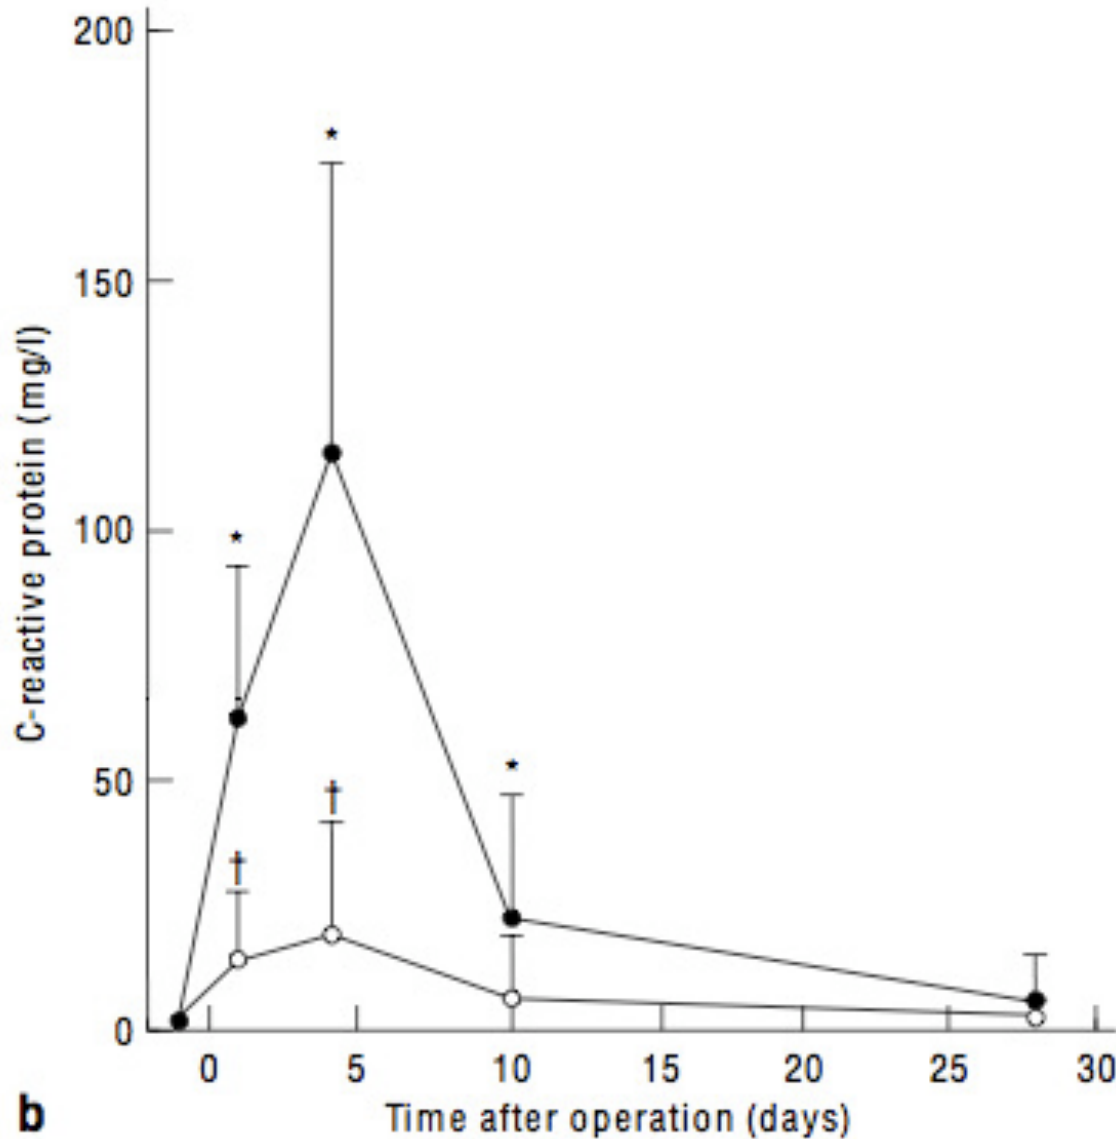 200
*
150
C-reactive protein (mg/l)
100
*
*
50
†
†
0
0 5 10 15 20 25 30
b
Time after operation (days)